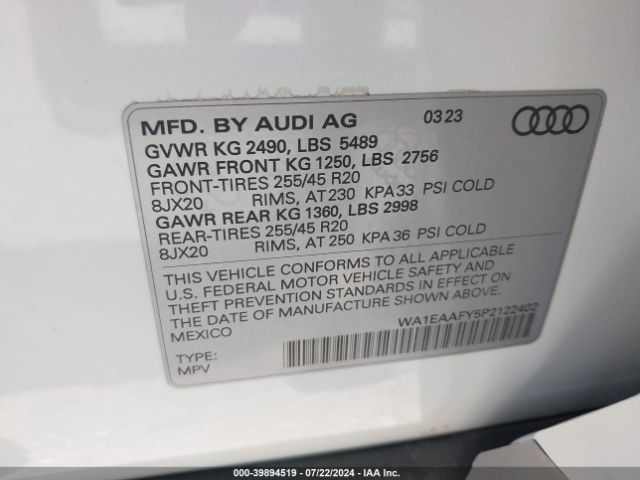 MFD. BY AUDI AG 03 23
GVWR KG 2490, LBS 5489
GAWR FRONT KG 1250, LBS 2756
FRONT-TIRES 255/45 R20
8JX20 RIMS, AT 230 KPA 33 PSI COLD
GAWR REAR KG 1360, LBS 2998
REAR-TIRES 255/45 R20
8JX20 RIMS, AT 250 KPA 36 PSI COLD
THIS VEHICLE CONFORMS TO ALL APPLICABLE
U.S. FEDERAL MOTOR VEHICLE SAFETY AND
THEFT PREVENTION STANDARDS IN EFFECT ON
THE DATE OF MANUFACTURE SHOWN ABOVE.
MEXICO
WA1EAAFY5P2122402
TYPE:
MPV
000-39894519 / 07/22/2024 / IAA Inc.